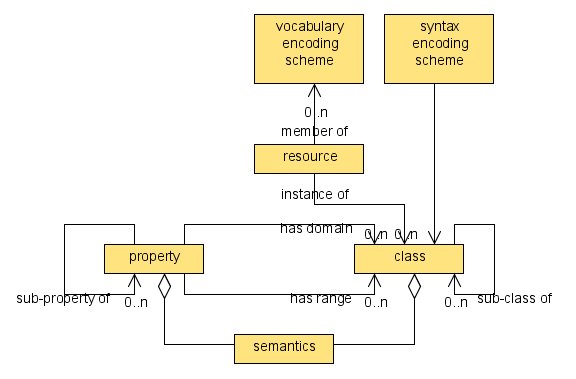 vocabulary
encoding
scheme
syntax
encoding
scheme
0..n
member of
resource
instance of
has domain
0..n
0..n
property
class
sub-property of
0..n
has range
0..n
0..n
sub-class of
semantics